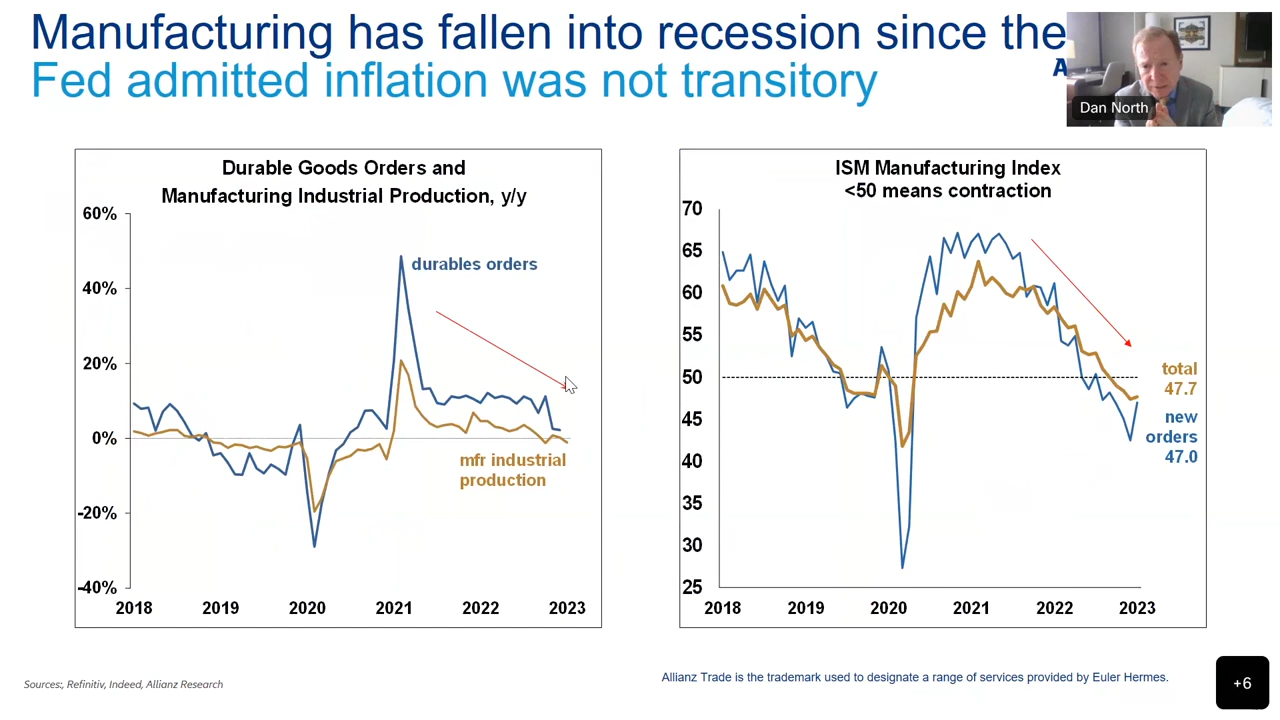 Manufacturing has fallen into recession since the
Fed admitted inflation was not transitory
A
Dan North
Durable Goods Orders and
Manufacturing Industrial Production, y/y
60%
40%
20%
0%
-20%
-40%
durables orders
mfr industrial
production
2018 2019 2020 2021 2022 2023
ISM Manufacturing Index
<50 means contraction
70
65
60
55
50
45
40
35
30
25
total
47.7
new
orders
47.0
2018 2019 2020 2021 2022 2023
Sources:, Refinitiv, Indeed, Allianz Research
Allianz Trade is the trademark used to designate a range of services provided by Euler Hermes.
+6